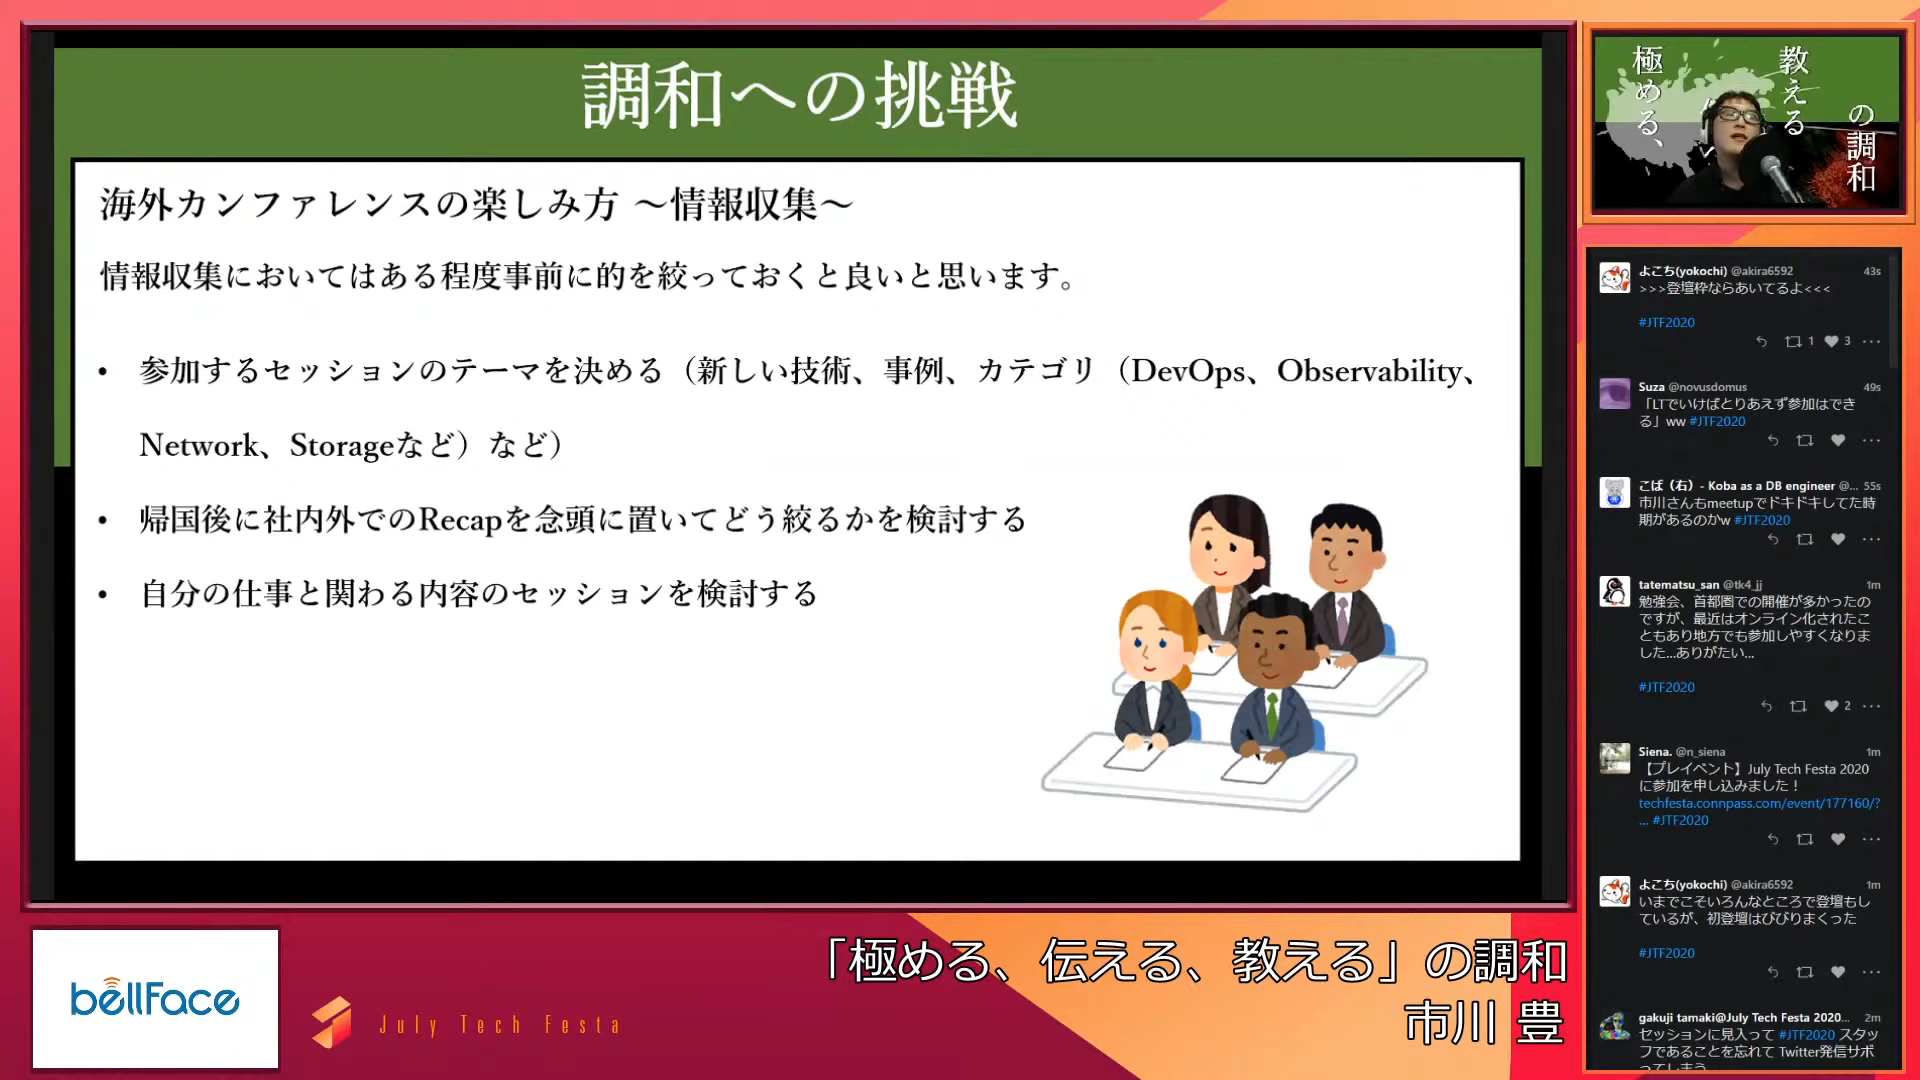 調和への挑戦
海外カンファレンスの楽しみ方 ～情報収集～
情報収集においてはある程度事前に的を絞っておくと良いと思います。
• 参加するセッションのテーマを決める（新しい技術、事例、カテゴリ（DevOps、Observability、
Network、Storageなど）など）
• 帰国後に社内外でのRecapを念頭に置いてどう絞るかを検討する
• 自分の仕事と関わる内容のセッションを検討する
極める、
教える
の調和
よこち(yokochi) @akira6592 43s
>>>登壇枠ならあいてるよ<<<
#JTF2020
1 3
Suza @novusdomus 49s
「LTでいけばとりあえず参加はでき
る」ww #JTF2020
こば（右）- Koba as a DB engineer @... 55s
市川さんもmeetupでドキドキしてた時
期があるのかw #JTF2020
tatematsu_san @tk4_jj 1m
勉強会、首都圏での開催が多かったの
ですが、最近はオンライン化されたこ
ともあり地方でも参加しやすくなりま
した...ありがたい...
#JTF2020
2
Siena. @n_siena 1m
【プレイベント】July Tech Festa 2020
に参加を申し込みました！
techfesta.connpass.com/event/177160/?
... #JTF2020
よこち(yokochi) @akira6592 1m
いまでこそいろんなところで登壇もし
ているが、初登壇はびびりまくった
#JTF2020
gakuji tamaki@July Tech Festa 2020... 2m
セッションに見入って #JTF2020 スタッ
フであることを忘れて Twitter発信サボ
ってしまう
bellFace
July Tech Festa
「極める、伝える、教える」の調和
市川 豊